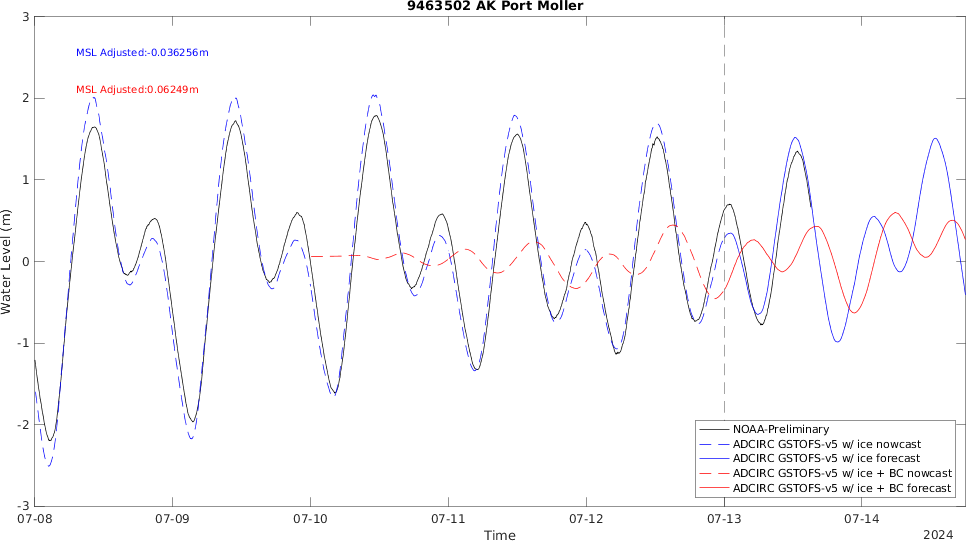 9463502 AK Port Moller
MSL Adjusted:-0.036256m
MSL Adjusted:0.06249m
3
2
1
0
-1
-2
-3
Water Level (m)
NOAA-Preliminary
ADCIRC GSTOFS-v5 w/ ice nowcast
ADCIRC GSTOFS-v5 w/ ice forecast
ADCIRC GSTOFS-v5 w/ ice + BC nowcast
ADCIRC GSTOFS-v5 w/ ice + BC forecast
07-08 07-09 07-10 07-11 07-12 07-13 07-14
Time
2024